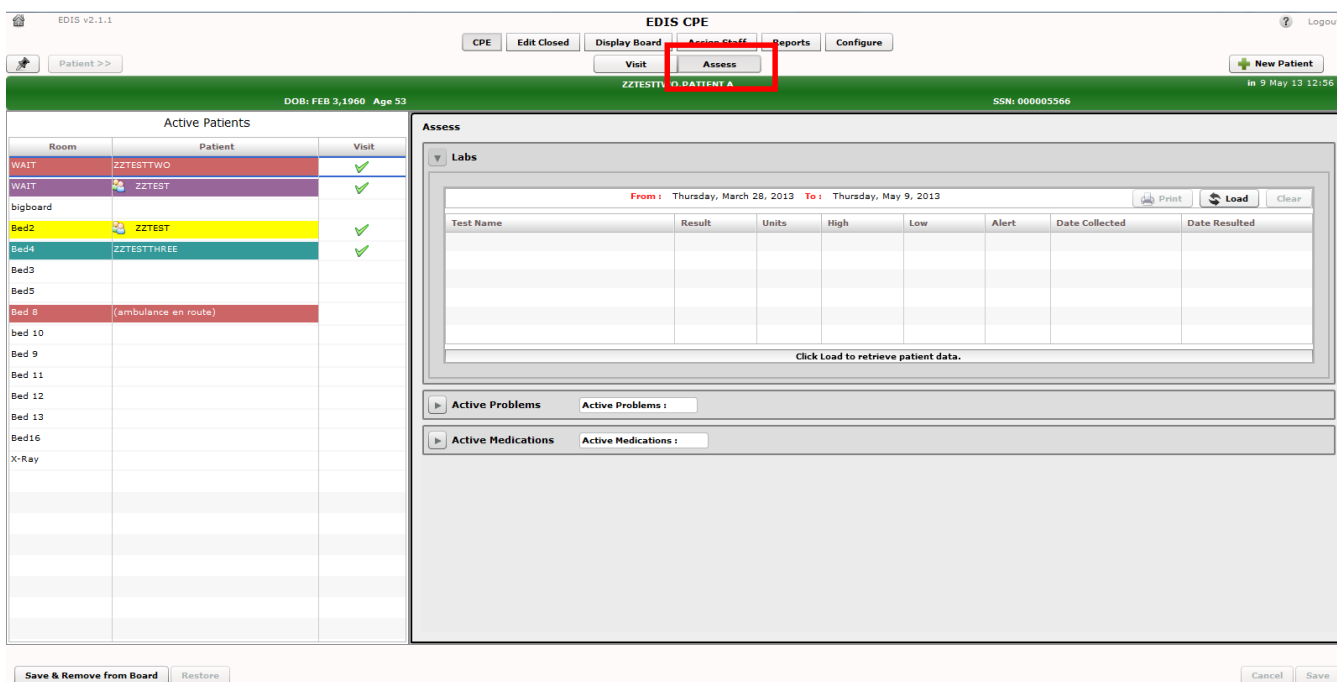 EDIS v2.1.1
EDIS CPE
? Logou
CPE Edit Closed Display Board Assign Staff Reports Configure
Patient >> Visit Assess New Patient
ZZTESTTWO,PATIENT A in 9 May 13 12:56
DOB: FEB 3,1960 Age 53 SSN: 000005566
Active Patients
Room Patient Visit
WAIT ZZTESTTWO
WAIT ZZTEST
bigboard
Bed2 ZZTEST
Bed4 ZZTESTTHREE
Bed3
Bed5
Bed 8 (ambulance en route)
bed 10
Bed 9
Bed 11
Bed 12
Bed 13
Bed16
X-Ray
Assess
Labs
From : Thursday, March 28, 2013 To : Thursday, May 9, 2013 Print Load Clear
Test Name Result Units High Low Alert Date Collected Date Resulted
Click Load to retrieve patient data.
Active Problems Active Problems :
Active Medications Active Medications :
Save & Remove from Board Restore Cancel Save